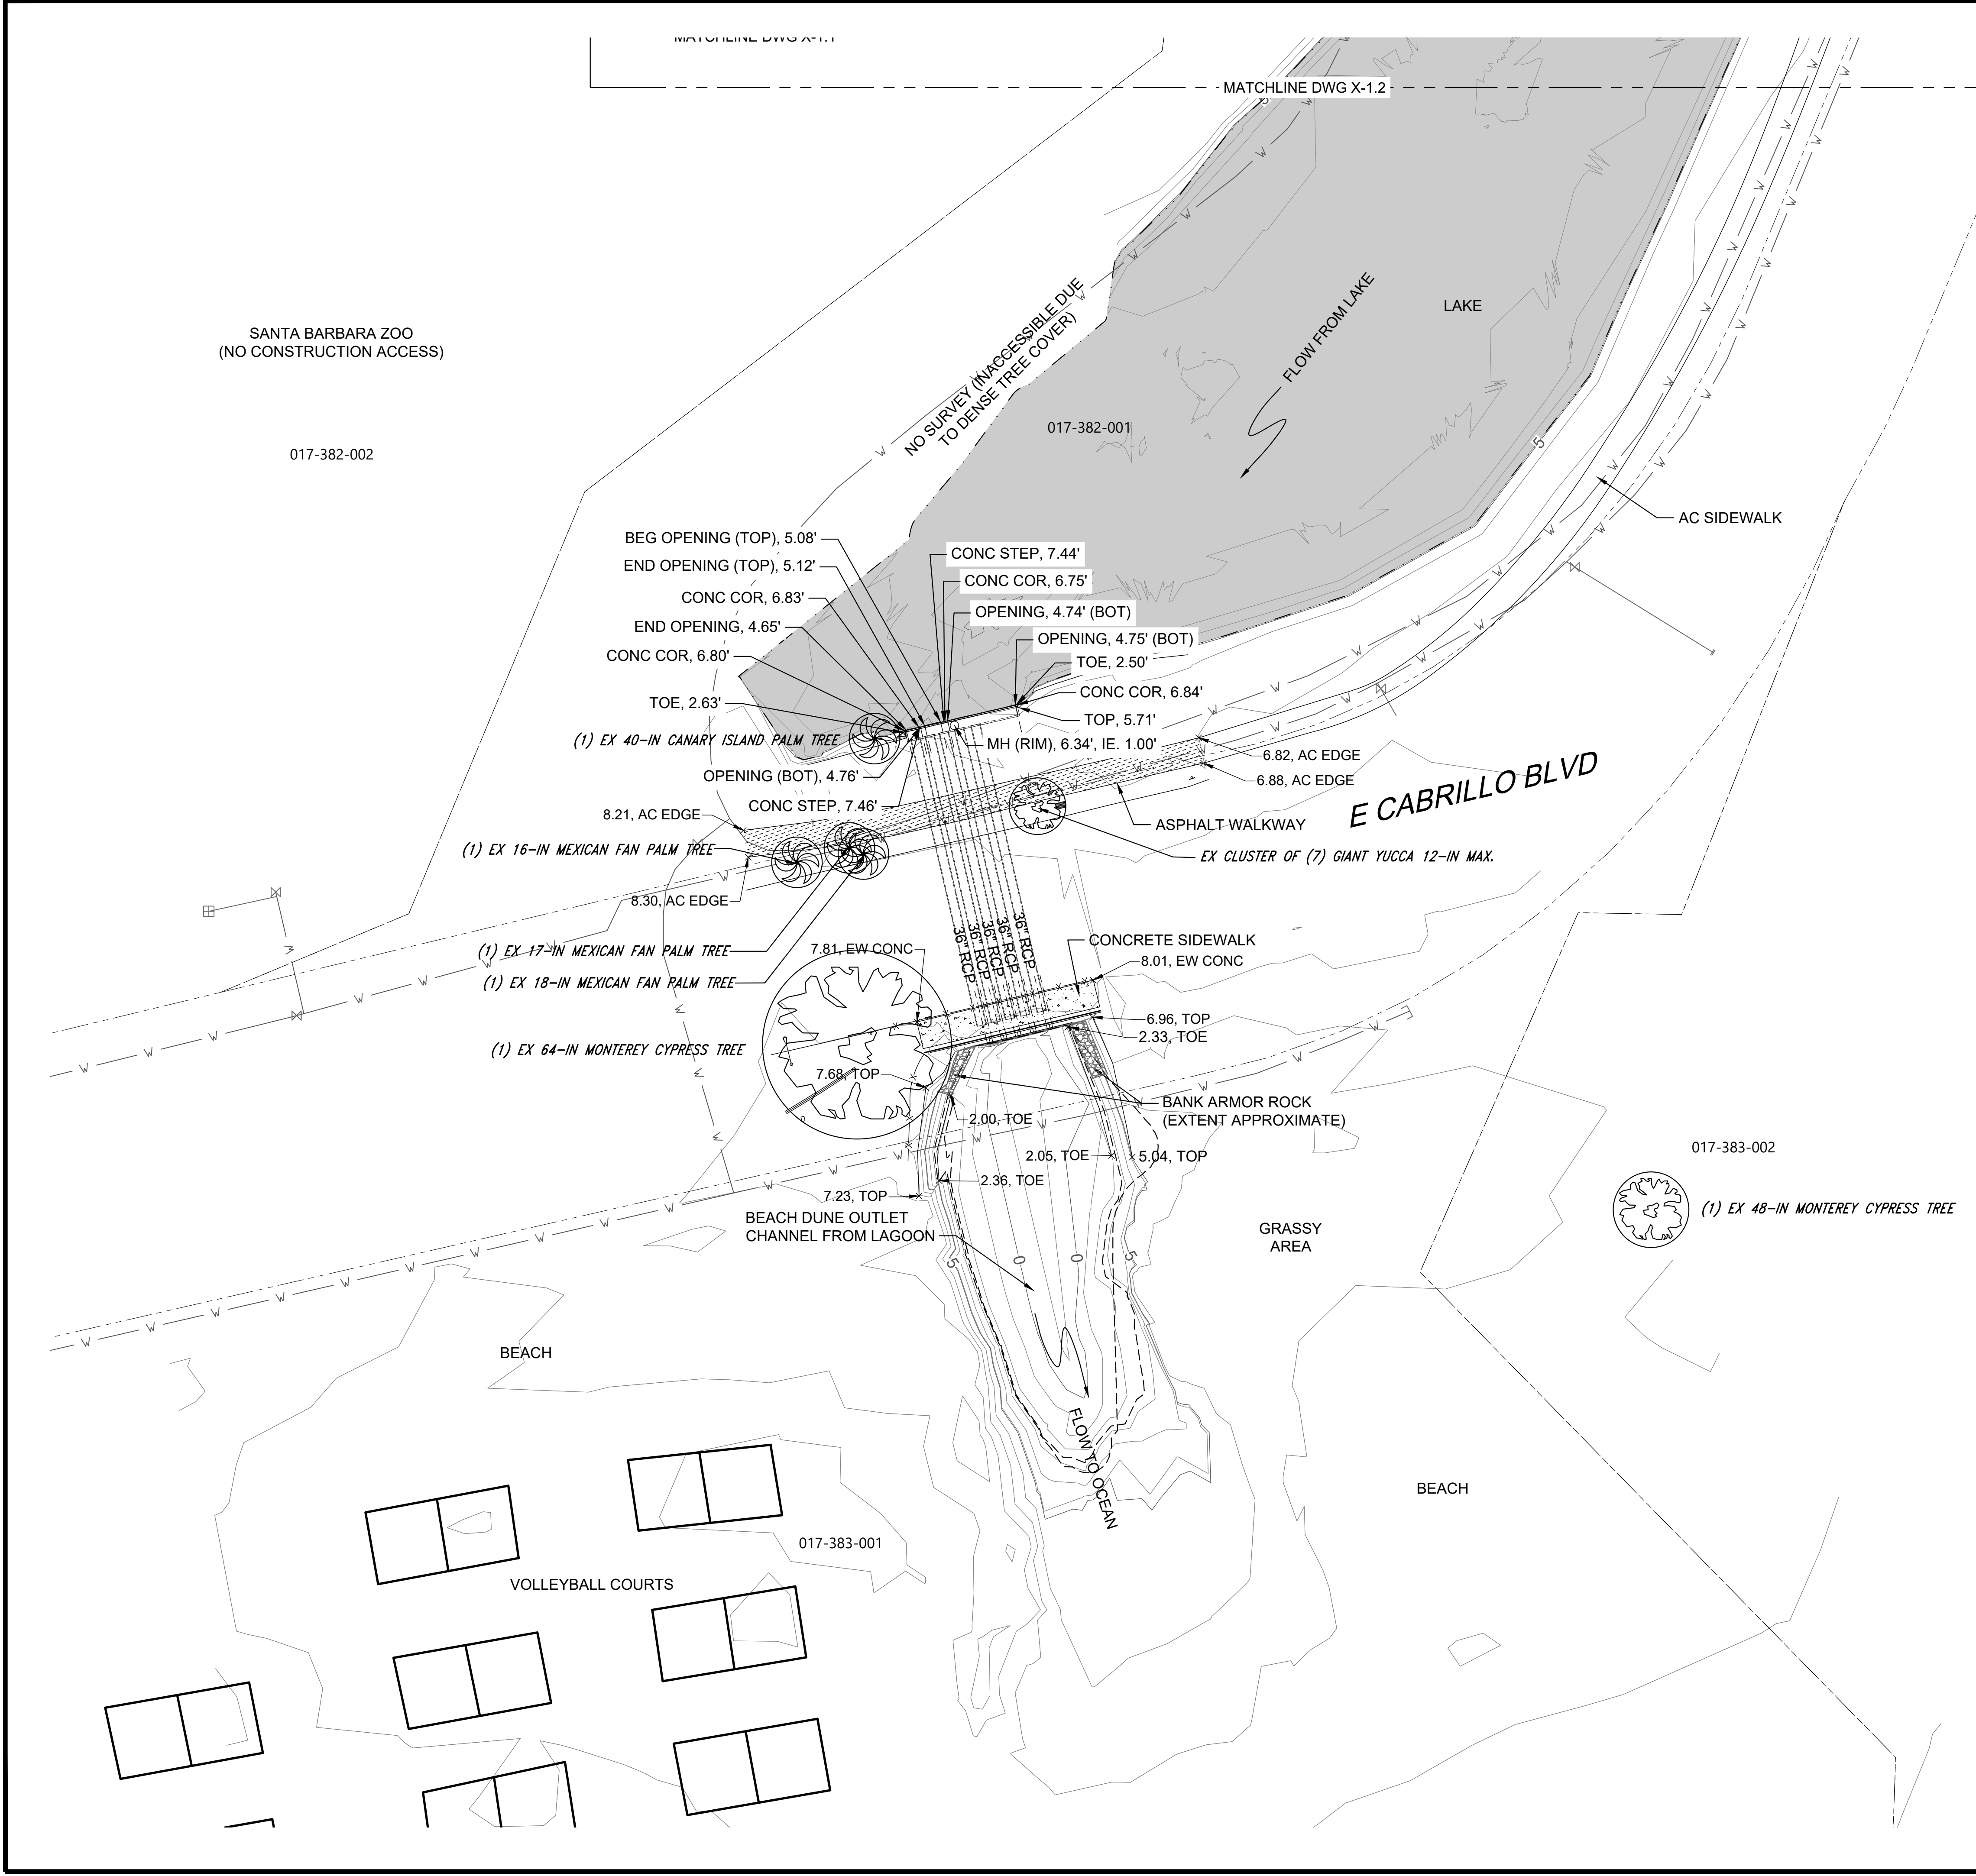 MATCHLINE DWG X-1.1
MATCHLINE DWG X-1.2
5
SANTA BARBARA ZOO
(NO CONSTRUCTION ACCESS)
017-382-002
NO SURVEY (INACCESSIBLE DUE
TO DENSE TREE COVER)
FLOW FROM LAKE
LAKE
017-382-001
5
AC SIDEWALK
BEG OPENING (TOP), 5.08'
END OPENING (TOP), 5.12'
CONC COR, 6.83'
END OPENING, 4.65'
CONC COR, 6.80'
TOE, 2.63'
(1) EX 40-IN CANARY ISLAND PALM TREE
OPENING (BOT), 4.76'
CONC STEP, 7.46'
CONC STEP, 7.44'
CONC COR, 6.75'
OPENING, 4.74' (BOT)
OPENING, 4.75' (BOT)
TOE, 2.50'
CONC COR, 6.84'
TOP, 5.71'
MH (RIM), 6.34', IE. 1.00'
6.82, AC EDGE
6.88, AC EDGE
E CABRILLO BLVD
ASPHALT WALKWAY
EX CLUSTER OF (7) GIANT YUCCA 12-IN MAX.
8.21, AC EDGE
(1) EX 16-IN MEXICAN FAN PALM TREE
8.30, AC EDGE
(1) EX 17-IN MEXICAN FAN PALM TREE
(1) EX 18-IN MEXICAN FAN PALM TREE
7.81, EW CONC
36" RCP
36" RCP
36" RCP
36" RCP
36" RCP
CONCRETE SIDEWALK
8.01, EW CONC
6.96, TOP
2.33, TOE
(1) EX 64-IN MONTEREY CYPRESS TREE
7.68, TOP
BANK ARMOR ROCK
(EXTENT APPROXIMATE)
2.00, TOE
2.05, TOE
5.04, TOP
2.36, TOE
7.23, TOP
BEACH DUNE OUTLET
CHANNEL FROM LAGOON
5
0
0
5
GRASSY
AREA
017-383-002
(1) EX 48-IN MONTEREY CYPRESS TREE
BEACH
FLOW TO OCEAN
BEACH
017-383-001
VOLLEYBALL COURTS
W W W W W W W W